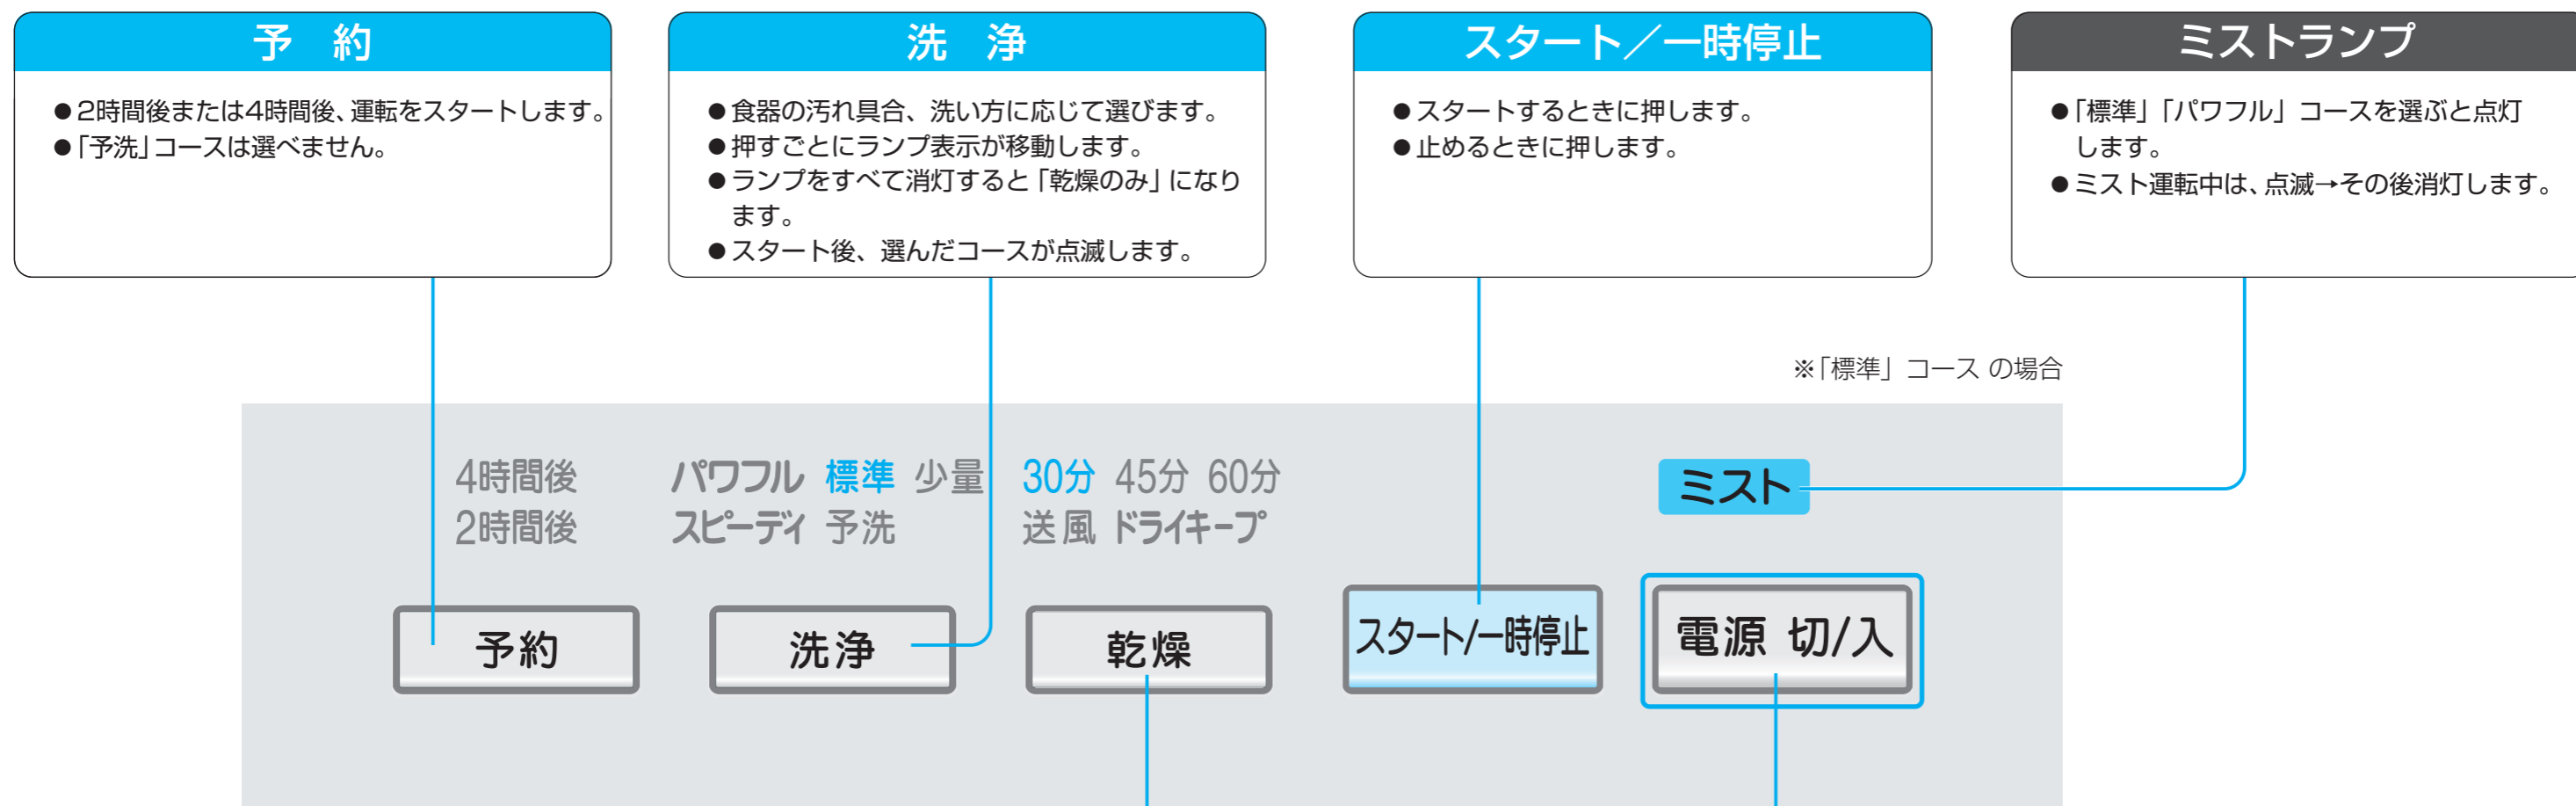 予 約
●2時間後または4時間後、運転をスタートします。
●「予洗」コースは選べません。
洗 浄
●食器の汚れ具合、洗い方に応じて選びます。
●押すごとにランプ表示が移動します。
●ランプをすべて消灯すると「乾燥のみ」になり
ます。
●スタート後、選んだコースが点滅します。
スタート／一時停止
●スタートするときに押します。
●止めるときに押します。
ミストランプ
●「標準」「パワフル」コースを選ぶと点灯
します。
●ミスト運転中は、点滅→その後消灯します。
※「標準」コース の場合
4時間後 パワフル 標準 少量 30分 45分 60分 ミスト
2時間後 スピーディ 予洗 送風 ドライキープ
予約 洗浄 乾燥 スタート/一時停止 電源 切/入